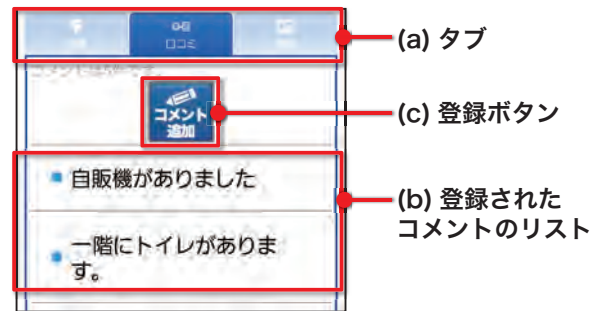 口コミ
(a) タブ
コメント
追加
(c) 登録ボタン
自販機がありました
(b) 登録された
コメントのリスト
一階にトイレがありま
す。